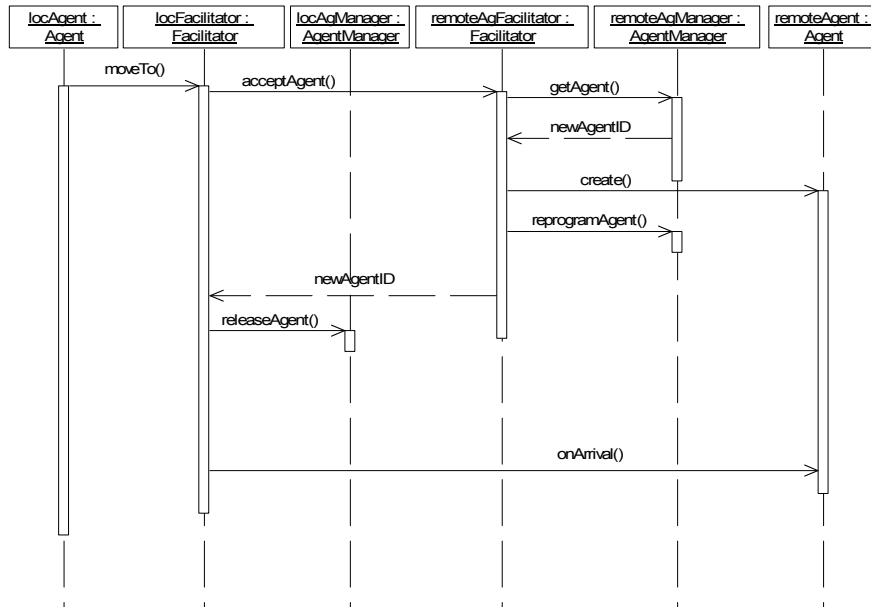 locAgent :
Agent
locFacilitator :
Facilitator
locAgManager :
AgentManager
remoteAgFacilitator :
Facilitator
remoteAgManager :
AgentManager
remoteAgent :
Agent
moveTo()
acceptAgent()
getAgent()
newAgentID
create()
reprogramAgent()
newAgentID
releaseAgent()
onArrival()